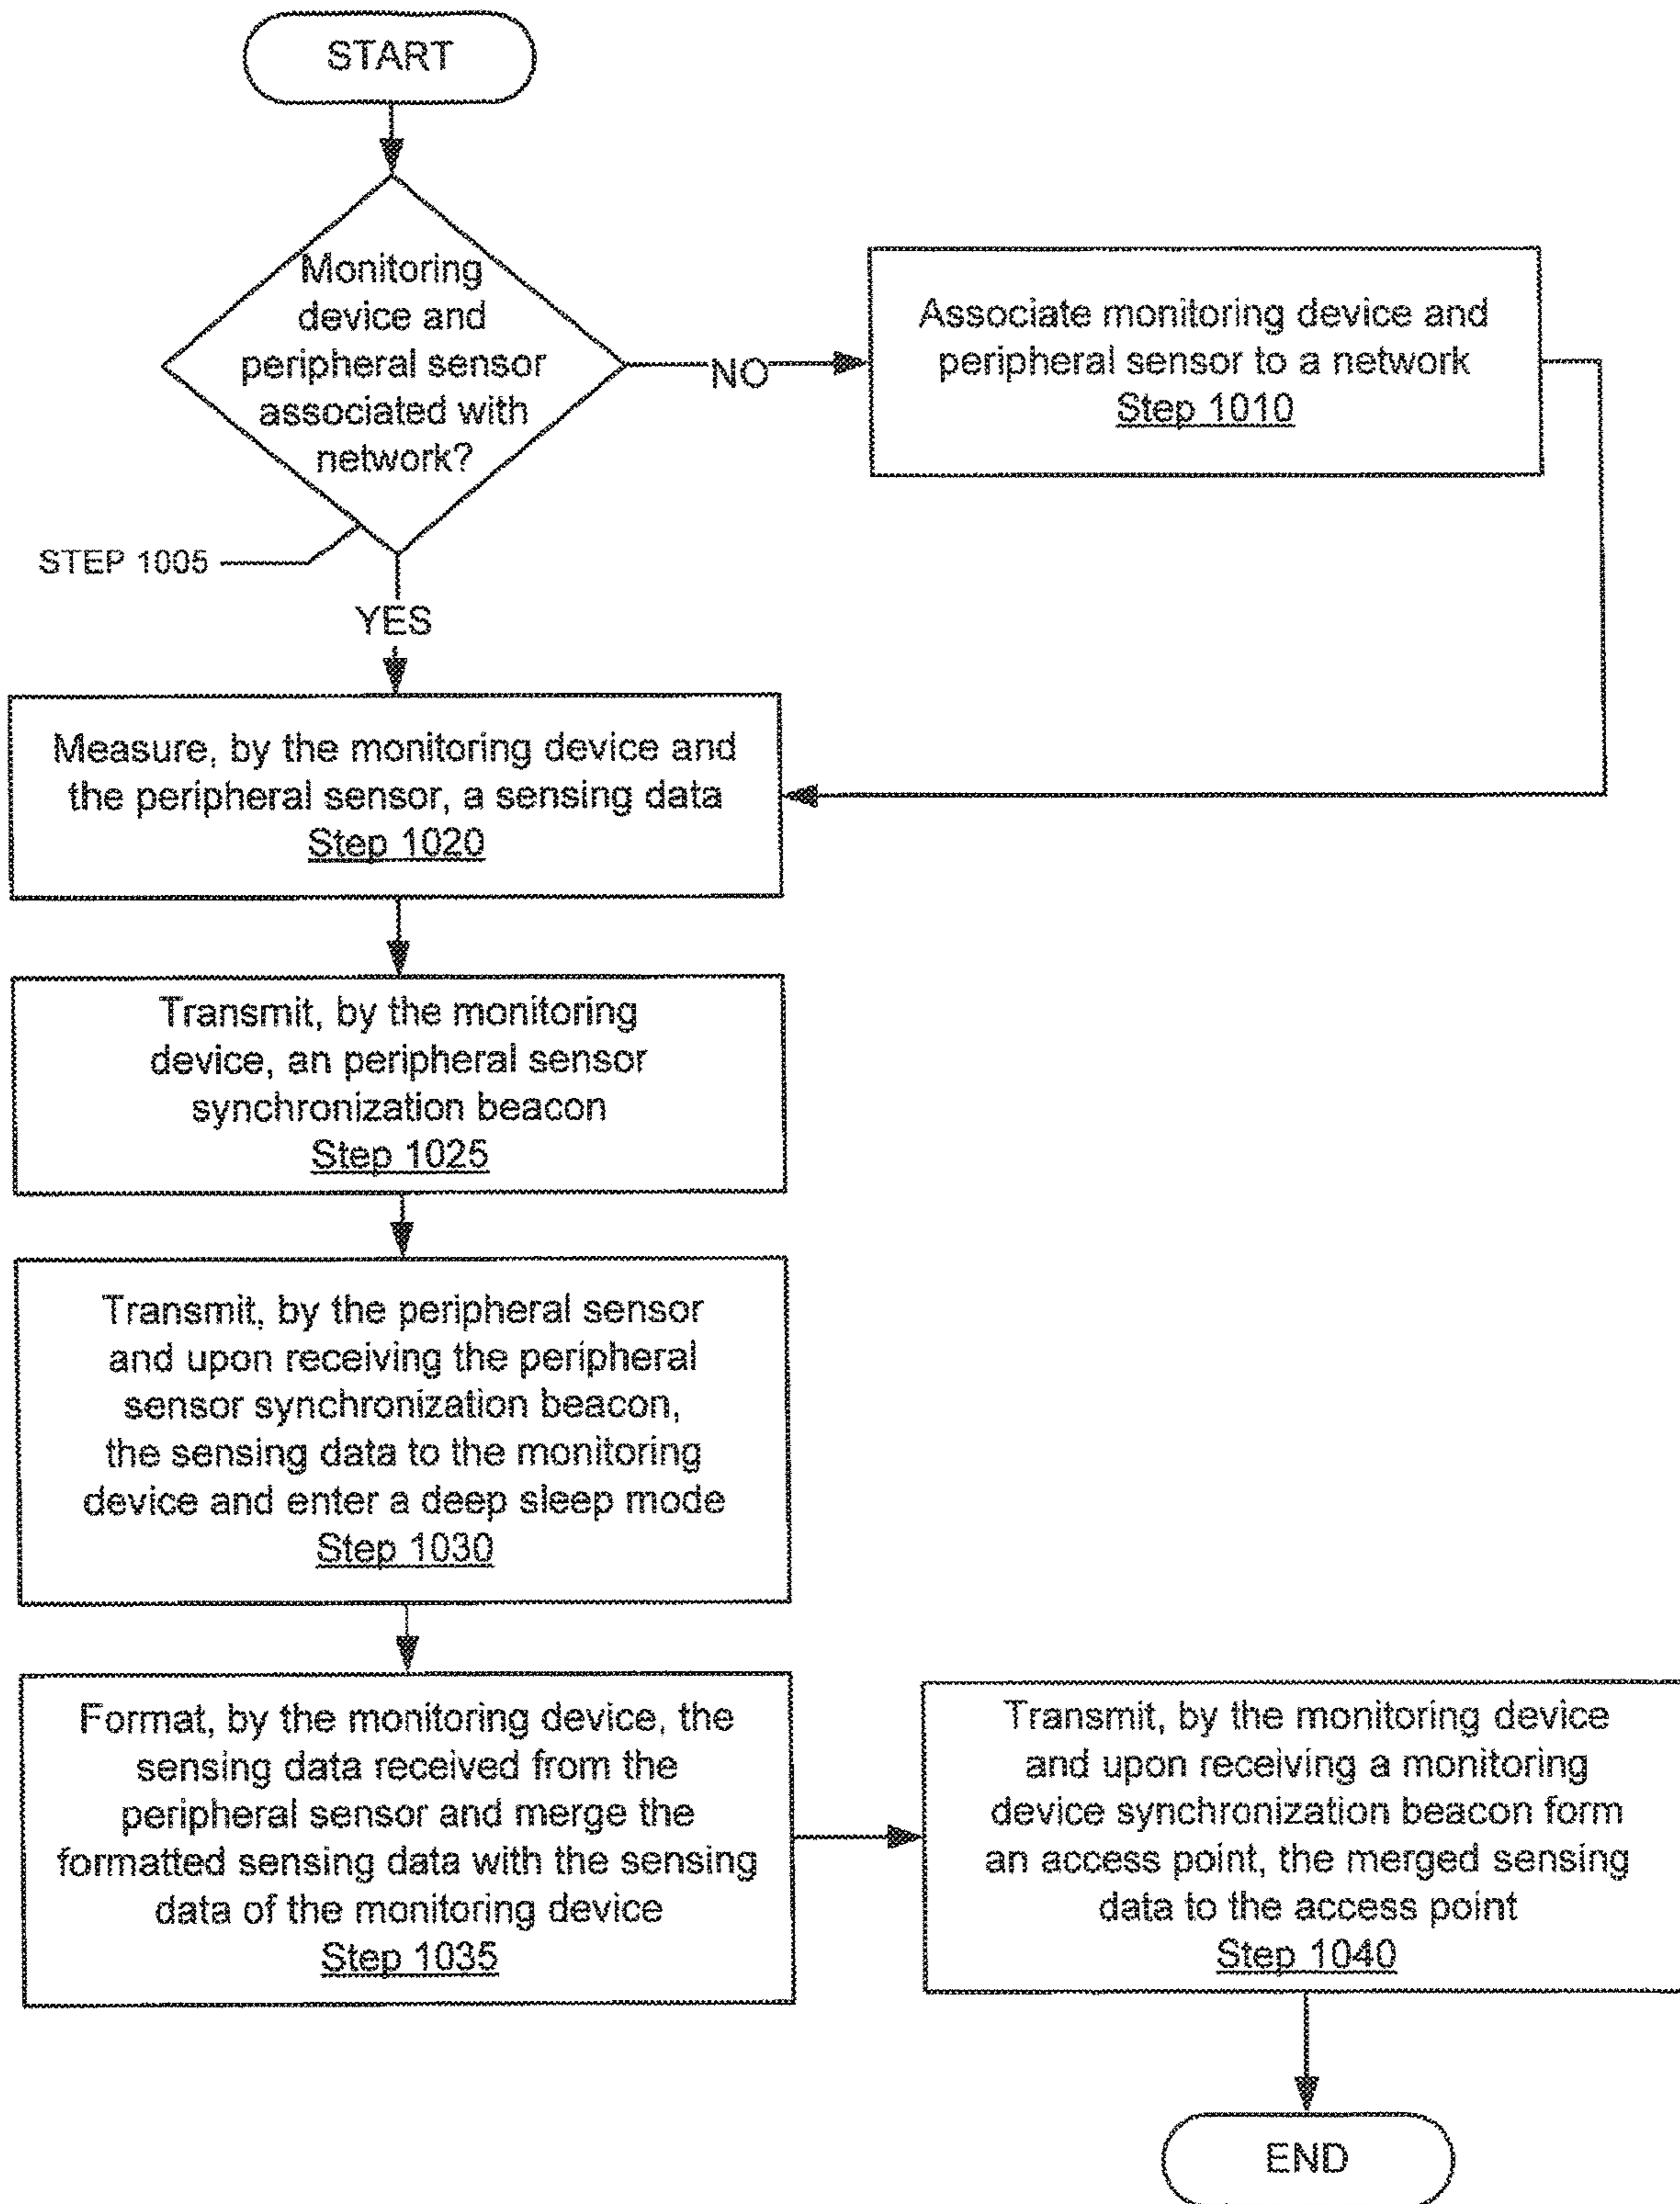 START
Monitoring
device and
peripheral sensor
associated with
network?
NO
Associate monitoring device and
peripheral sensor to a network
Step 1010
STEP 1005
YES
Measure, by the monitoring device and
the peripheral sensor, a sensing data
Step 1020
Transmit, by the monitoring
device, an peripheral sensor
synchronization beacon
Step 1025
Transmit, by the peripheral sensor
and upon receiving the peripheral
sensor synchronization beacon,
the sensing data to the monitoring
device and enter a deep sleep mode
Step 1030
Format, by the monitoring device, the
sensing data received from the
peripheral sensor and merge the
formatted sensing data with the sensing
data of the monitoring device
Step 1035
Transmit, by the monitoring device
and upon receiving a monitoring
device synchronization beacon form
an access point, the merged sensing
data to the access point
Step 1040
END